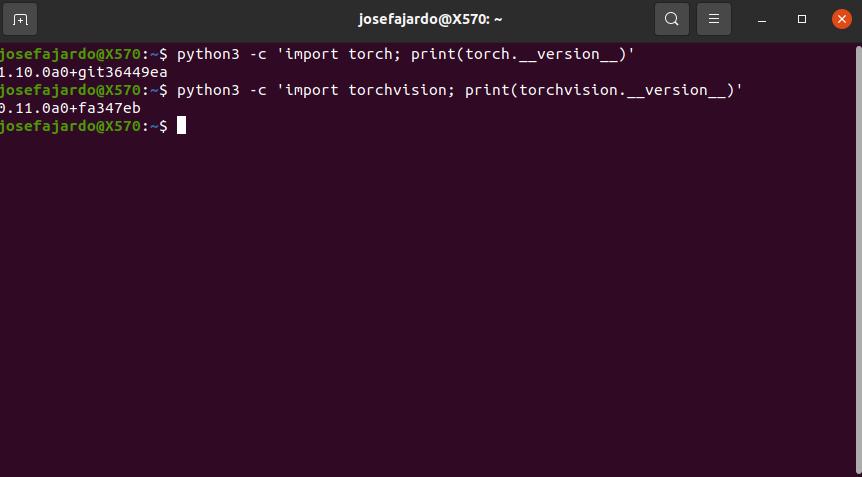 josefajardo@X570: ~
josefajardo@X570:~$ python3 -c 'import torch; print(torch.__version__)'
1.10.0a0+git36449ea
josefajardo@X570:~$ python3 -c 'import torchvision; print(torchvision.__version__)'
0.11.0a0+fa347eb
josefajardo@X570:~$